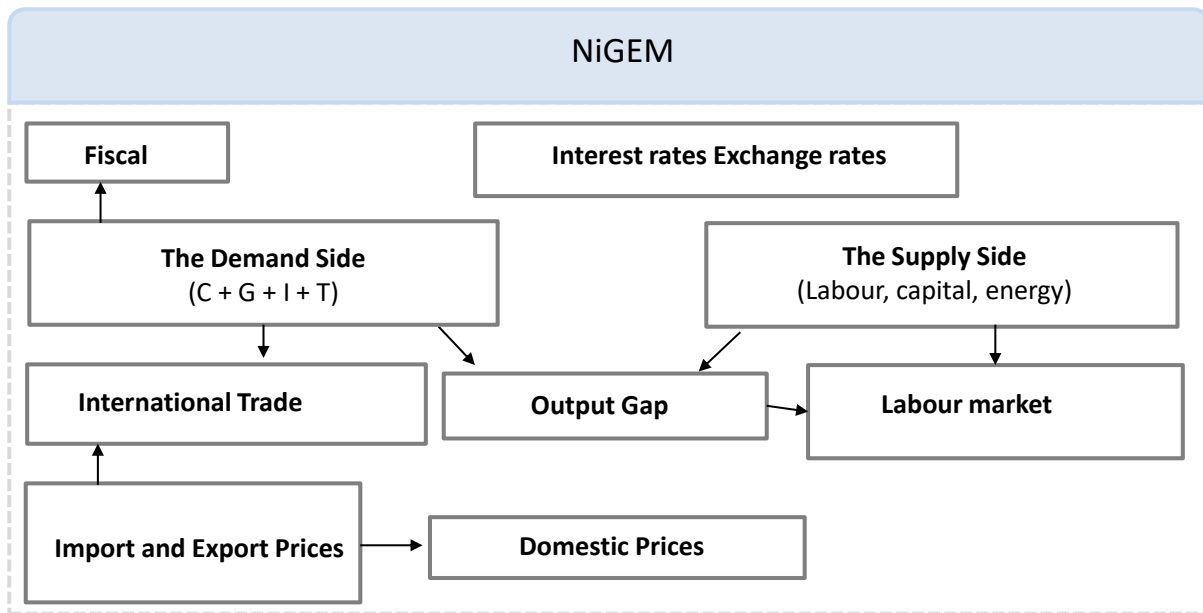 NiGEM
Fiscal
Interest rates Exchange rates
The Demand Side
(C + G + I + T)
The Supply Side
(Labour, capital, energy)
International Trade
Output Gap
Labour market
Import and Export Prices
Domestic Prices